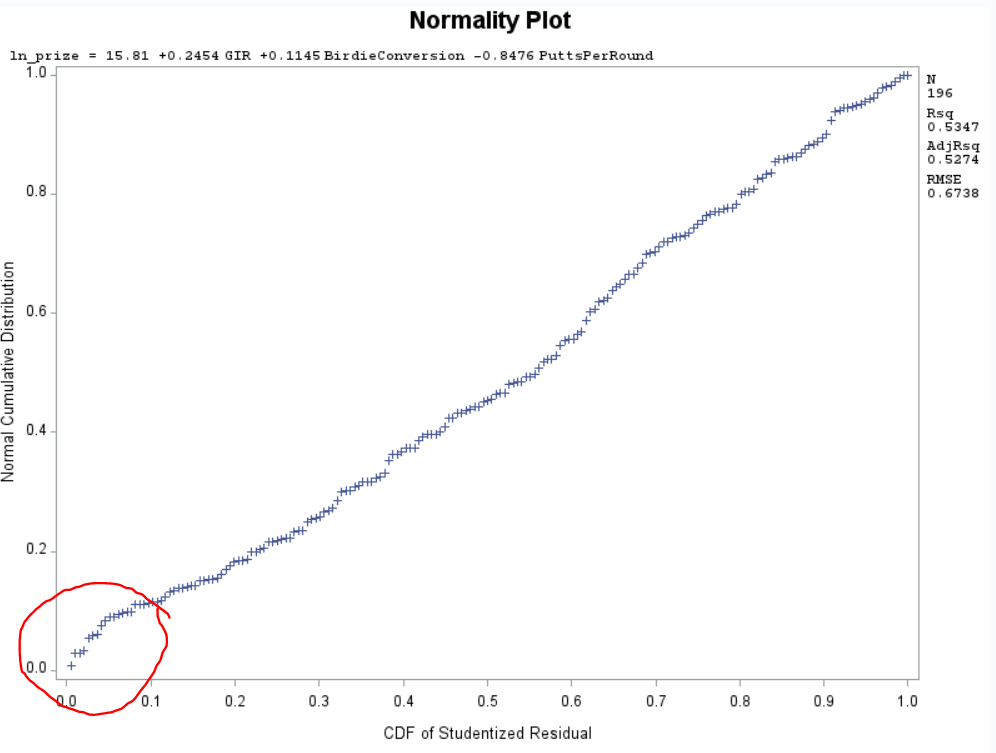 Normality Plot
ln_prize = 15.81 +0.2454 GIR +0.1145 BirdieConversion -0.8476 PuttsPerRound
N
196
Rsq
0.5347
AdjRsq
0.5274
RMSE
0.6738
Normal Cumulative Distribution
1.0
0.8
0.6
0.4
0.2
0.0
0.0 0.1 0.2 0.3 0.4 0.5 0.6 0.7 0.8 0.9 1.0
CDF of Studentized Residual